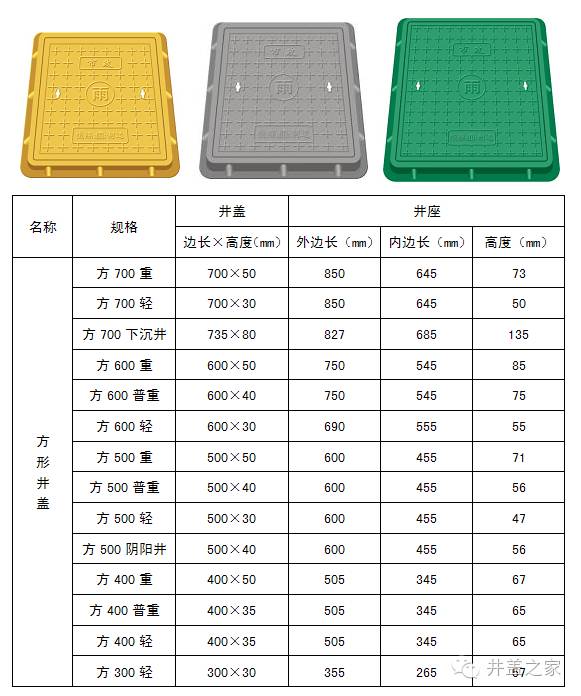 市政
雨
市政
雨
市政
雨
名称 规格 井盖 井座
边长×高度(mm) 外边长（mm） 内边长（mm） 高度（mm）
方形井盖
方 700 重 700×50 850 645 73
方 700 轻 700×30 850 645 50
方 700 下沉井 735×80 827 685 135
方 600 重 600×50 750 545 85
方 600 普重 600×40 750 545 75
方 600 轻 600×30 690 555 55
方 500 重 500×50 600 455 71
方 500 普重 500×40 600 455 56
方 500 轻 500×30 600 455 47
方 500 阴阳井 500×40 600 455 56
方 400 重 400×50 505 345 67
方 400 普重 400×35 505 345 65
方 400 轻 400×35 505 345 65
方 300 轻 300×30 355 265 57
井盖之家